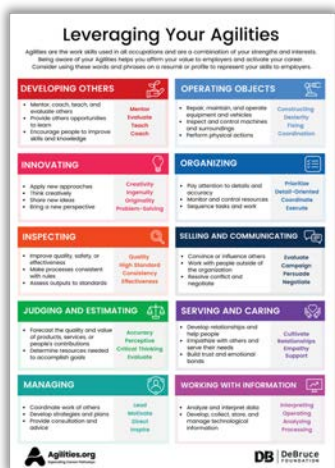 Leveraging Your Agilities
Agilities are the work skills used in all occupations and are a combination of your strengths and interests.
Being aware of your Agilities helps you affirm your value to employers and activate your career.
Consider using these words and phrases on a resumé or profile to represent your skills to employers.
DEVELOPING OTHERS
• Mentor, coach, teach, and
evaluate others
• Provide others opportunities
to learn
• Encourage people to improve
skills and knowledge
Mentor
Evaluate
Teach
Coach
OPERATING OBJECTS
• Repair, maintain, and operate
equipment and vehicles
• Inspect and control machines
and surroundings
• Perform physical actions
Constructing
Dexterity
Fixing
Coordination
INNOVATING
• Apply new approaches
• Think creatively
• Share new ideas
• Bring a new perspective
Creativity
Ingenuity
Originality
Problem-Solving
ORGANIZING
• Pay attention to details and
accuracy
• Monitor and control resources
• Sequence tasks and work
Prioritize
Detail-Oriented
Coordinate
Execute
INSPECTING
• Improve quality, safety, or
effectiveness
• Make processes consistent
with rules
• Assess outputs to standards
Quality
High Standard
Consistency
Effectiveness
SELLING AND COMMUNICATING
• Convince or influence others
• Work with people outside of
the organization
• Resolve conflict and
negotiate
Evaluate
Campaign
Persuade
Negotiate
JUDGING AND ESTIMATING
• Forecast the quality and value
of products, services, or
people's contributions
• Determine resources needed
to accomplish goals
Accuracy
Perceptive
Critical Thinking
Evaluate
SERVING AND CARING
• Develop relationships and
help people
• Empathize with others and
serve their needs
• Build trust and emotional
bonds
Cultivate
Relationships
Empathy
Support
MANAGING
• Coordinate work of others
• Develop strategies and plans
• Provide consultation and
advice
Lead
Motivate
Direct
Inspire
WORKING WITH INFORMATION
• Analyze and interpret data
• Develop, collect, store, and
manage technological
information
Interpreting
Operating
Analyzing
Processing
Agilities.org
DB DeBruce
FOUNDATION